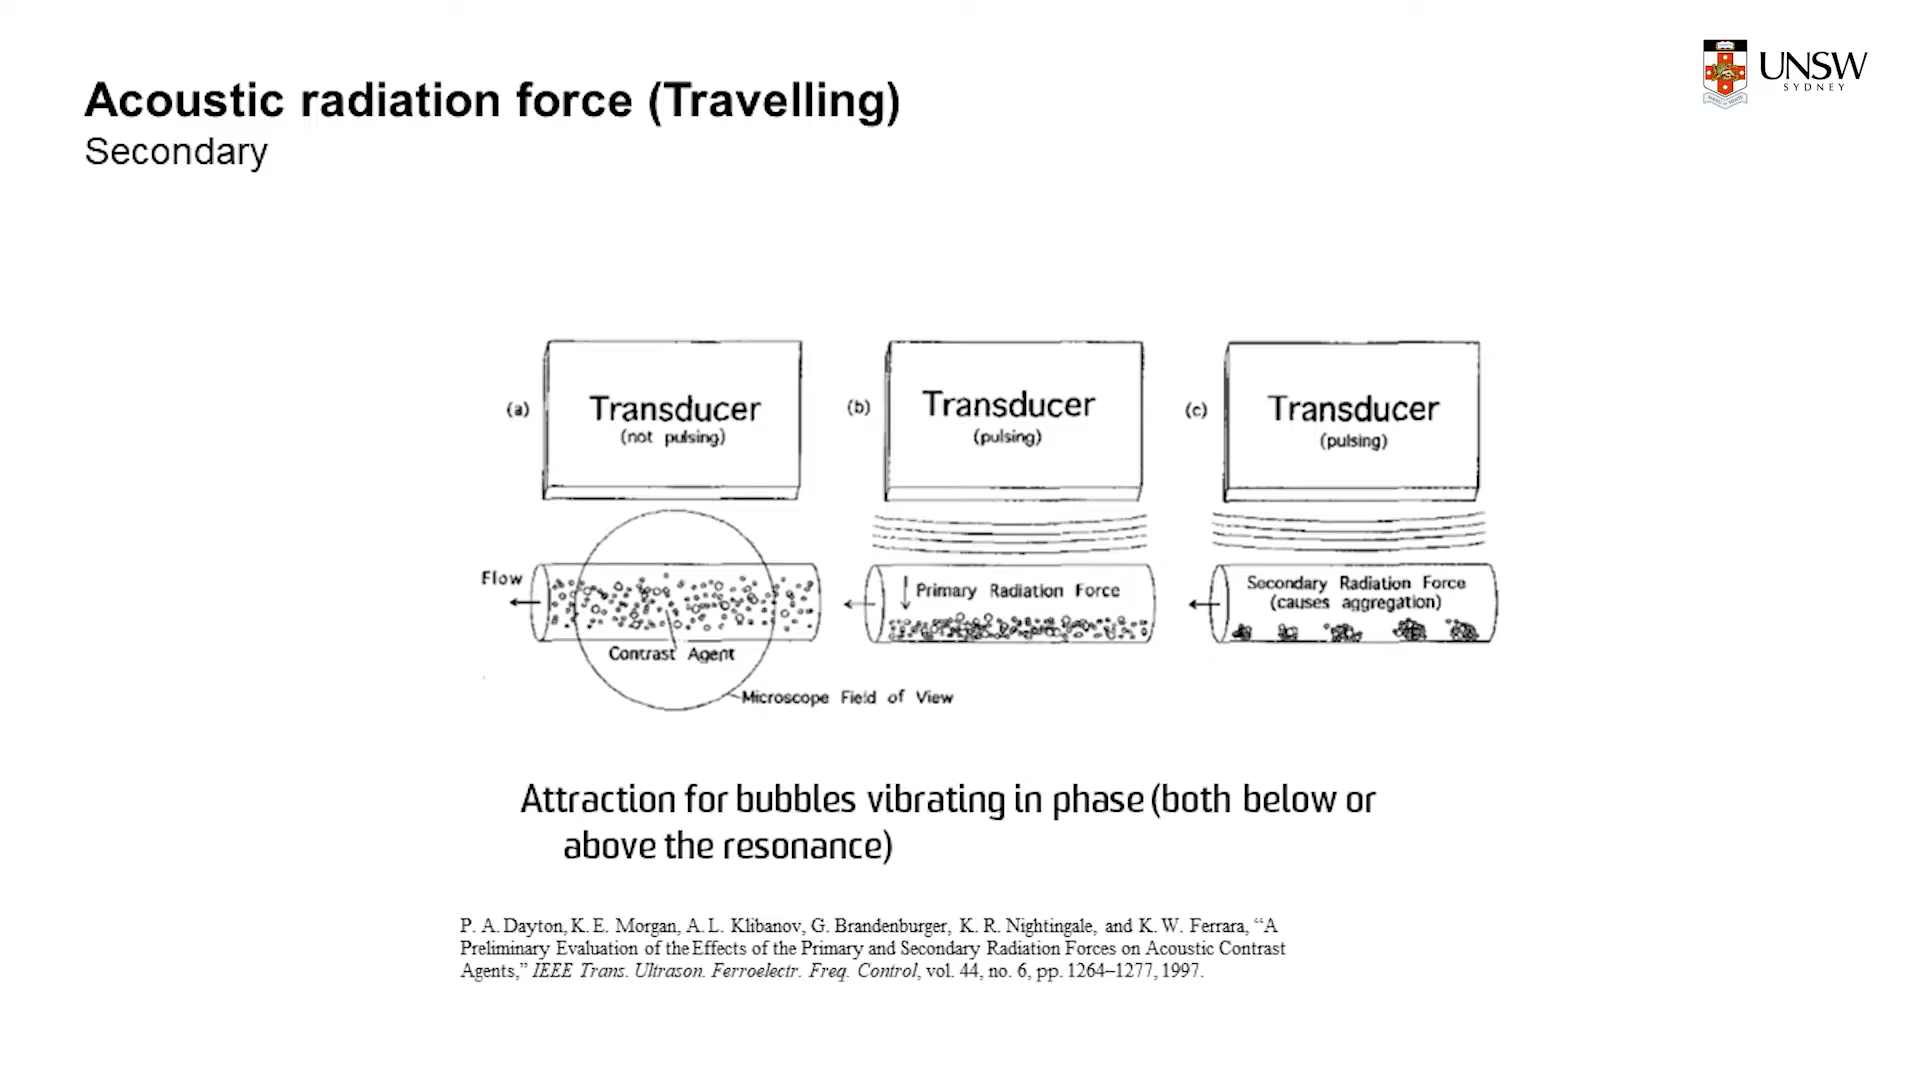 Acoustic radiation force (Travelling)
Secondary
UNSW
SYDNEY
(a)
Transducer
(not pulsing)
(b)
Transducer
(pulsing)
(c)
Transducer
(pulsing)
Flow
Contrast Agent
Microscope Field of View
Primary Radiation Force
Secondary Radiation Force
(causes aggregation)
Attraction for bubbles vibrating in phase (both below or
above the resonance)
P. A. Dayton, K. E. Morgan, A. L. Klibanov, G. Brandenburger, K. R. Nightingale, and K. W. Ferrara, “A
Preliminary Evaluation of the Effects of the Primary and Secondary Radiation Forces on Acoustic Contrast
Agents,” IEEE Trans. Ultrason. Ferroelectr. Freq. Control, vol. 44, no. 6, pp. 1264–1277, 1997.